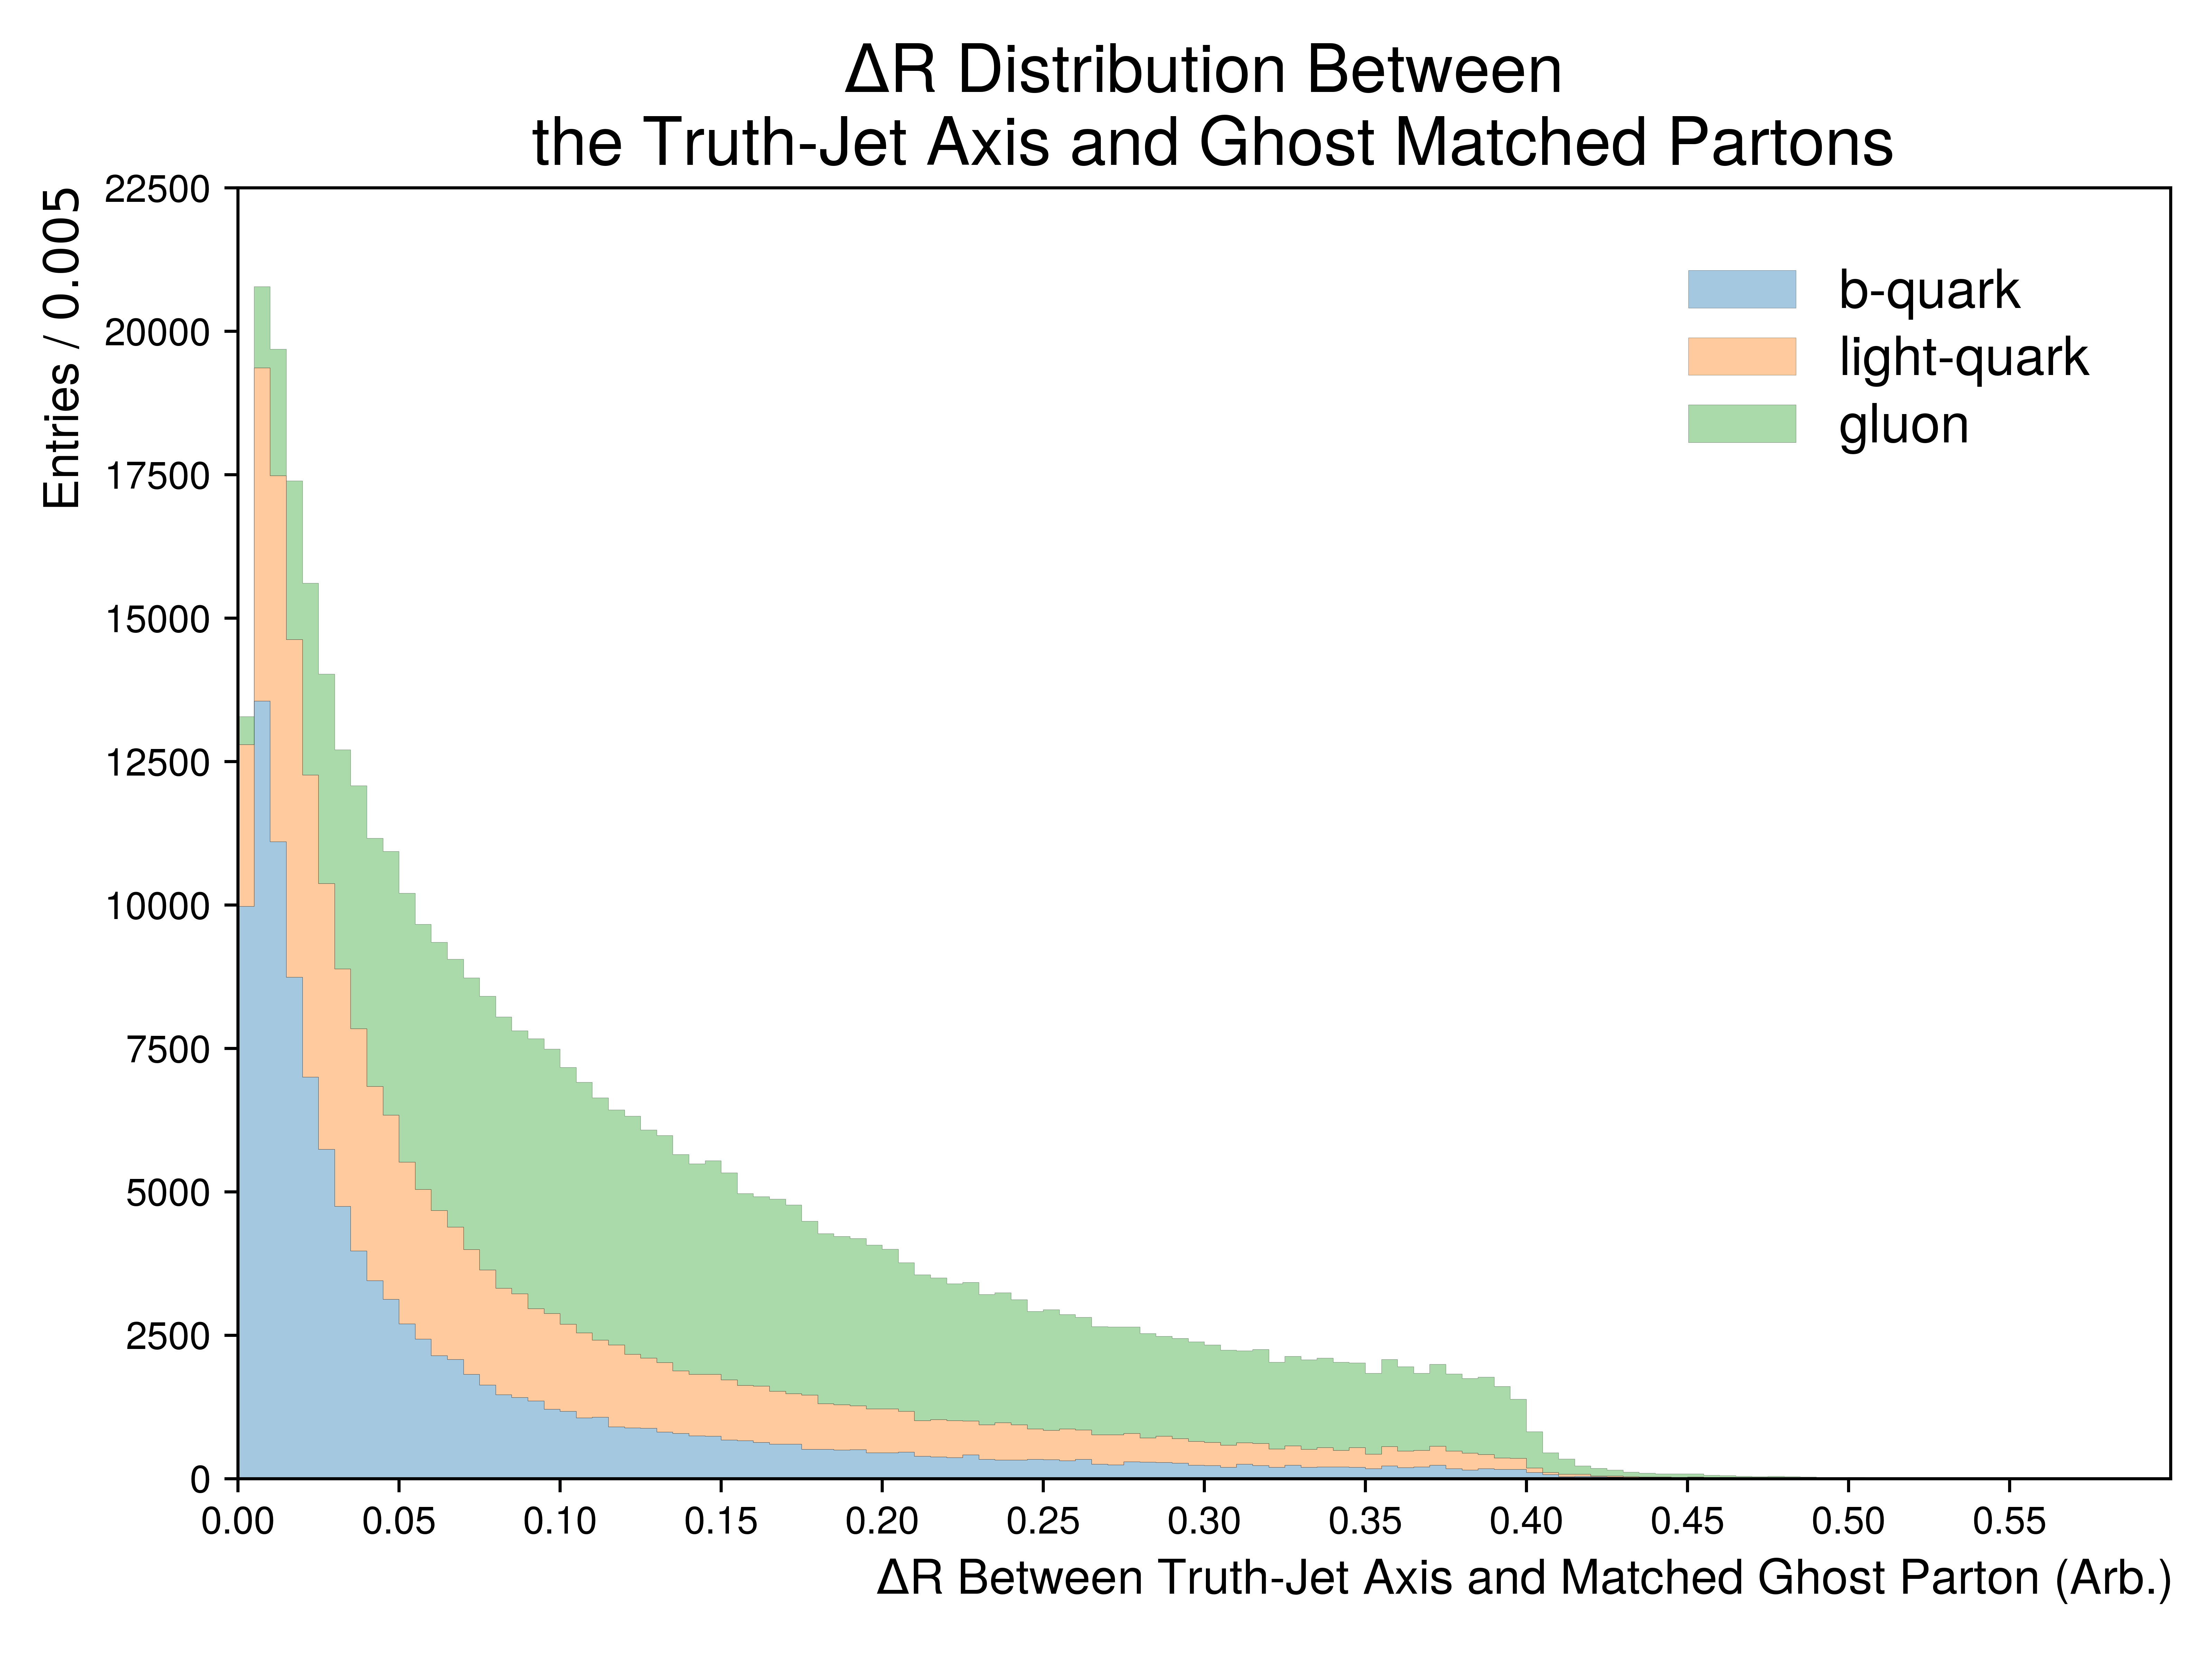 ΔR Distribution Between
the Truth-Jet Axis and Ghost Matched Partons
Entries / 0.005
22500
20000
17500
15000
12500
10000
7500
5000
2500
0
b-quark
light-quark
gluon
0.00 0.05 0.10 0.15 0.20 0.25 0.30 0.35 0.40 0.45 0.50 0.55
ΔR Between Truth-Jet Axis and Matched Ghost Parton (Arb.)